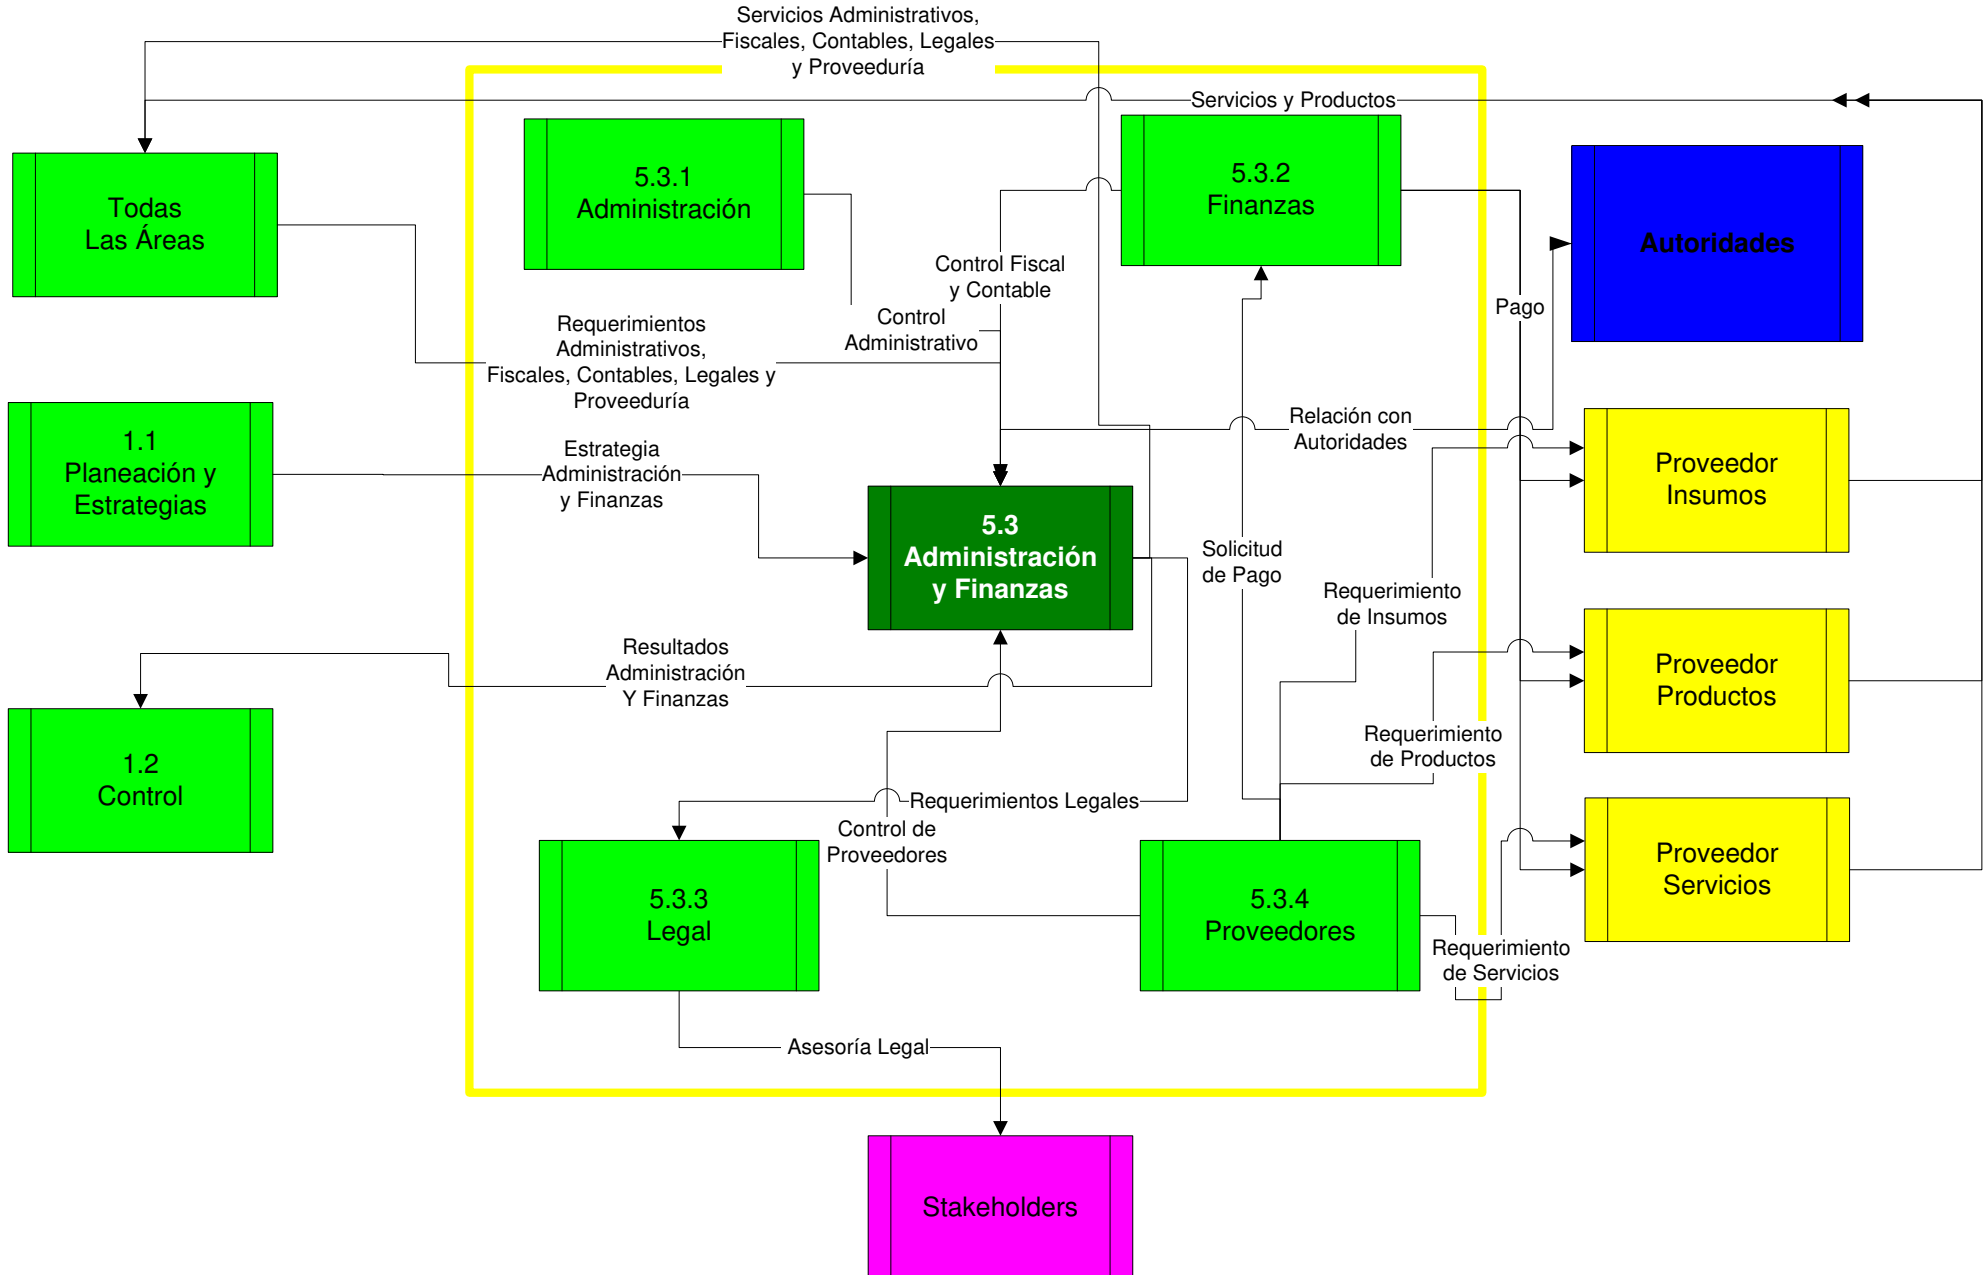 Servicios Administrativos,
Fiscales, Contables, Legales
y Proveeduría
Servicios y Productos
Todas
Las Áreas
5.3.1
Administración
5.3.2
Finanzas
Autoridades
Control Fiscal
y Contable
Control
Administrativo
Pago
Requerimientos
Administrativos,
Fiscales, Contables, Legales y
Proveeduría
Relación con
Autoridades
1.1
Planeación y
Estrategias
Estrategia
Administración
y Finanzas
Proveedor
Insumos
5.3
Administración
y Finanzas
Solicitud
de Pago
Requerimiento
de Insumos
Resultados
Administración
Y Finanzas
Proveedor
Productos
1.2
Control
Requerimiento
de Productos
Requerimientos Legales
Control de
Proveedores
Proveedor
Servicios
5.3.3
Legal
5.3.4
Proveedores
Requerimiento
de Servicios
Asesoría Legal
Stakeholders